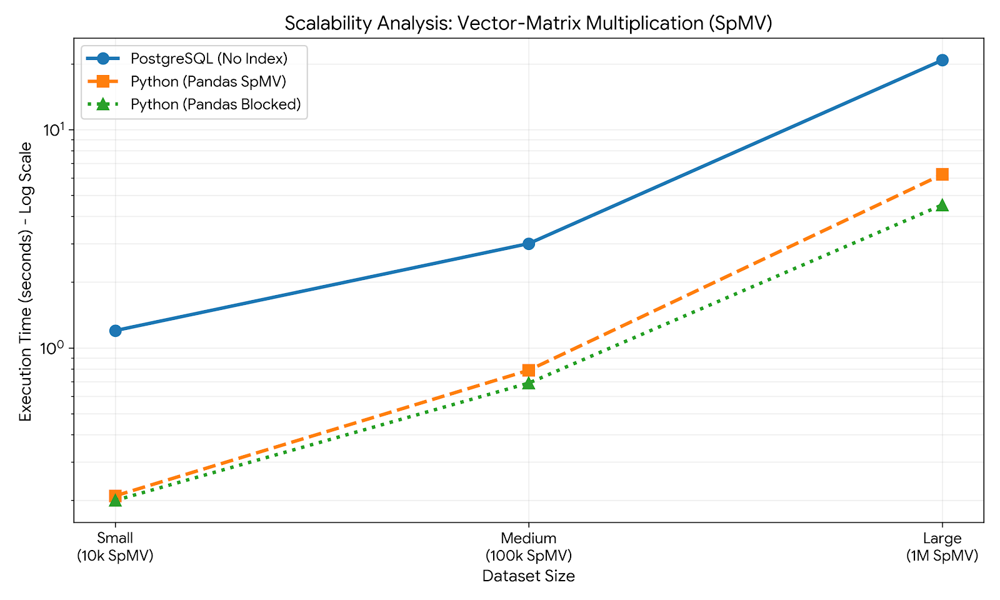 Scalability Analysis: Vector-Matrix Multiplication (SpMV)
PostgreSQL (No Index)
Python (Pandas SpMV)
Python (Pandas Blocked)
Execution Time (seconds) - Log Scale
10¹
10⁰
Small
(10k SpMV)
Medium
(100k SpMV)
Large
(1M SpMV)
Dataset Size